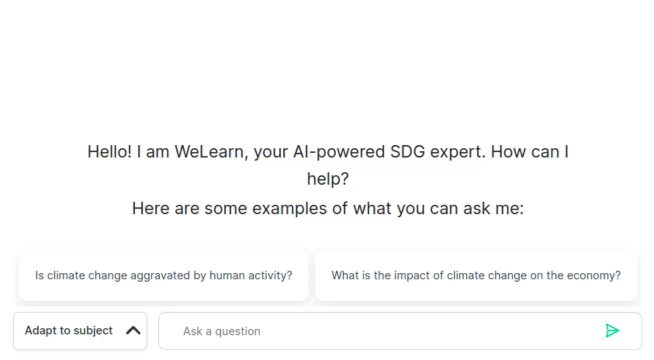 Hello! I am WeLearn, your AI-powered SDG expert. How can I
help?
Here are some examples of what you can ask me:
Is climate change aggravated by human activity?
What is the impact of climate change on the economy?
Adapt to subject
Ask a question